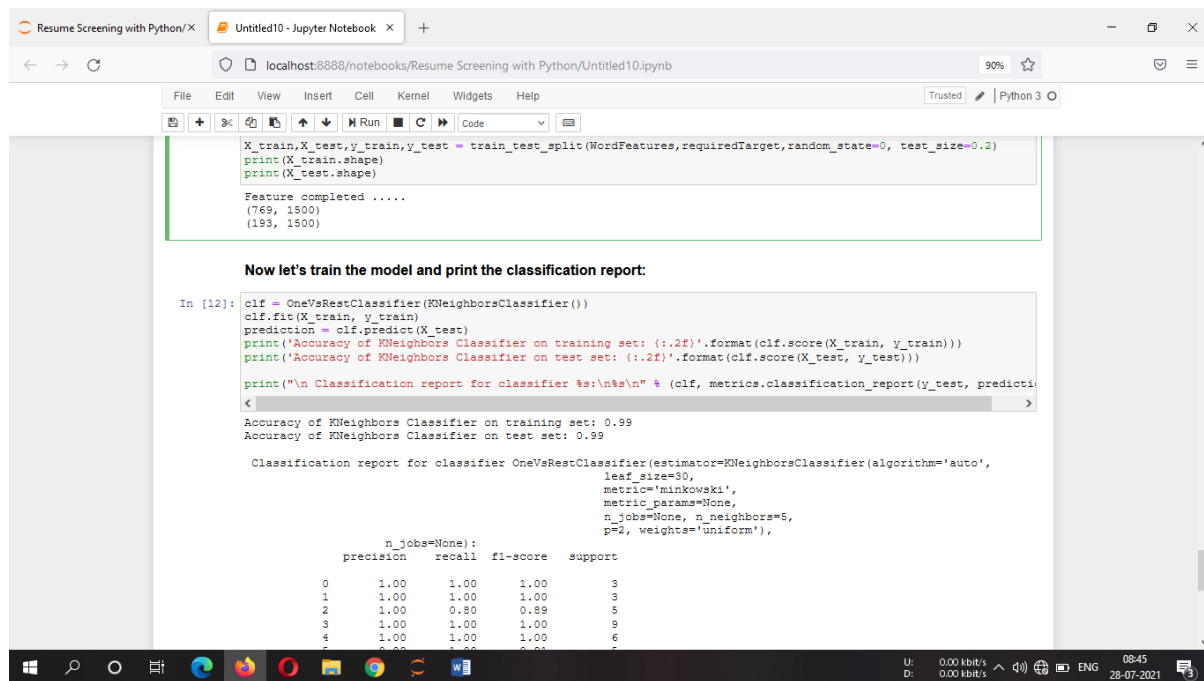 Resume Screening with Python/
Untitled10 - Jupyter Notebook
localhost:8888/notebooks/Resume Screening with Python/Untitled10.ipynb
90%
File Edit View Insert Cell Kernel Widgets Help
Trusted
Python 3
Run
Code
X_train,X_test,y_train,y_test = train_test_split(WordFeatures,requiredTarget,random_state=0, test_size=0.2)
print(X_train.shape)
print(X_test.shape)
Feature completed .....
(769, 1500)
(193, 1500)
Now let's train the model and print the classification report:
In [12]: clf = OneVsRestClassifier(KNeighborsClassifier())
clf.fit(X_train, y_train)
prediction = clf.predict(X_test)
print('Accuracy of KNeighbors Classifier on training set: {:.2f}'.format(clf.score(X_train, y_train)))
print('Accuracy of KNeighbors Classifier on test set: {:.2f}'.format(clf.score(X_test, y_test)))
print("\n Classification report for classifier %s:\n%s\n" % (clf, metrics.classification_report(y_test, predicti
Accuracy of KNeighbors Classifier on training set: 0.99
Accuracy of KNeighbors Classifier on test set: 0.99
Classification report for classifier OneVsRestClassifier(estimator=KNeighborsClassifier(algorithm='auto',
leaf_size=30,
metric='minkowski',
metric_params=None,
n_jobs=None, n_neighbors=5,
p=2, weights='uniform'),
n_jobs=None):
precision recall f1-score support
0 1.00 1.00 1.00 3
1 1.00 1.00 1.00 3
2 1.00 0.80 0.89 5
3 1.00 1.00 1.00 9
4 1.00 1.00 1.00 6
U: 0.00 kbit/s
D: 0.00 kbit/s
ENG
08:45
28-07-2021
3